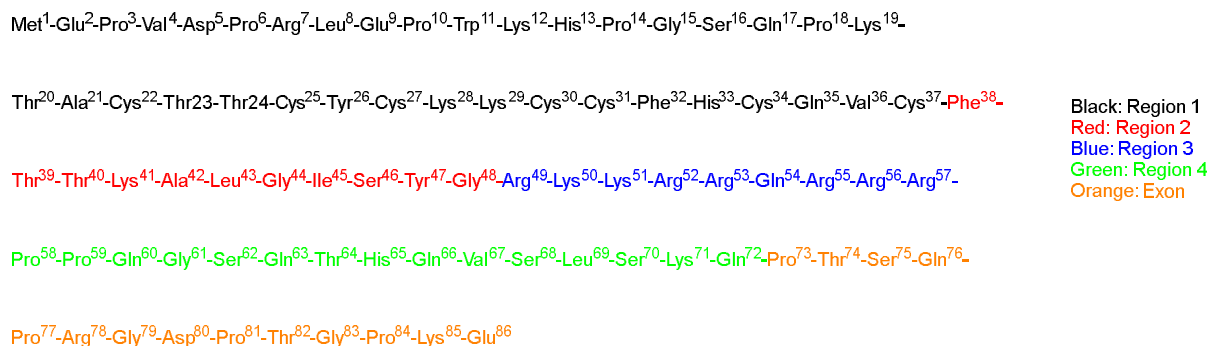 Met¹-Glu²-Pro³-Val⁴-Asp⁵-Pro⁶-Arg⁷-Leu⁸-Glu⁹-Pro¹⁰-Trp¹¹-Lys¹²-His¹³-Pro¹⁴-Gly¹⁵-Ser¹⁶-Gln¹⁷-Pro¹⁸-Lys¹⁹-
Thr²⁰-Ala²¹-Cys²²-Thr23-Thr24-Cys²⁵-Tyr²⁶-Cys²⁷-Lys²⁸-Lys²⁹-Cys³⁰-Cys³¹-Phe³²-His³³-Cys³⁴-Gln³⁵-Val³⁶-Cys³⁷-Phe³⁸-
Thr³⁹-Thr⁴⁰-Lys⁴¹-Ala⁴²-Leu⁴³-Gly⁴⁴-Ile⁴⁵-Ser⁴⁶-Tyr⁴⁷-Gly⁴⁸-Arg⁴⁹-Lys⁵⁰-Lys⁵¹-Arg⁵²-Arg⁵³-Gln⁵⁴-Arg⁵⁵-Arg⁵⁶-Arg⁵⁷-
Pro⁵⁸-Pro⁵⁹-Gln⁶⁰-Gly⁶¹-Ser⁶²-Gln⁶³-Thr⁶⁴-His⁶⁵-Gln⁶⁶-Val⁶⁷-Ser⁶⁸-Leu⁶⁹-Ser⁷⁰-Lys⁷¹-Gln⁷²-Pro⁷³-Thr⁷⁴-Ser⁷⁵-Gln⁷⁶-
Pro⁷⁷-Arg⁷⁸-Gly⁷⁹-Asp⁸⁰-Pro⁸¹-Thr⁸²-Gly⁸³-Pro⁸⁴-Lys⁸⁵-Glu⁸⁶
Black: Region 1
Red: Region 2
Blue: Region 3
Green: Region 4
Orange: Exon